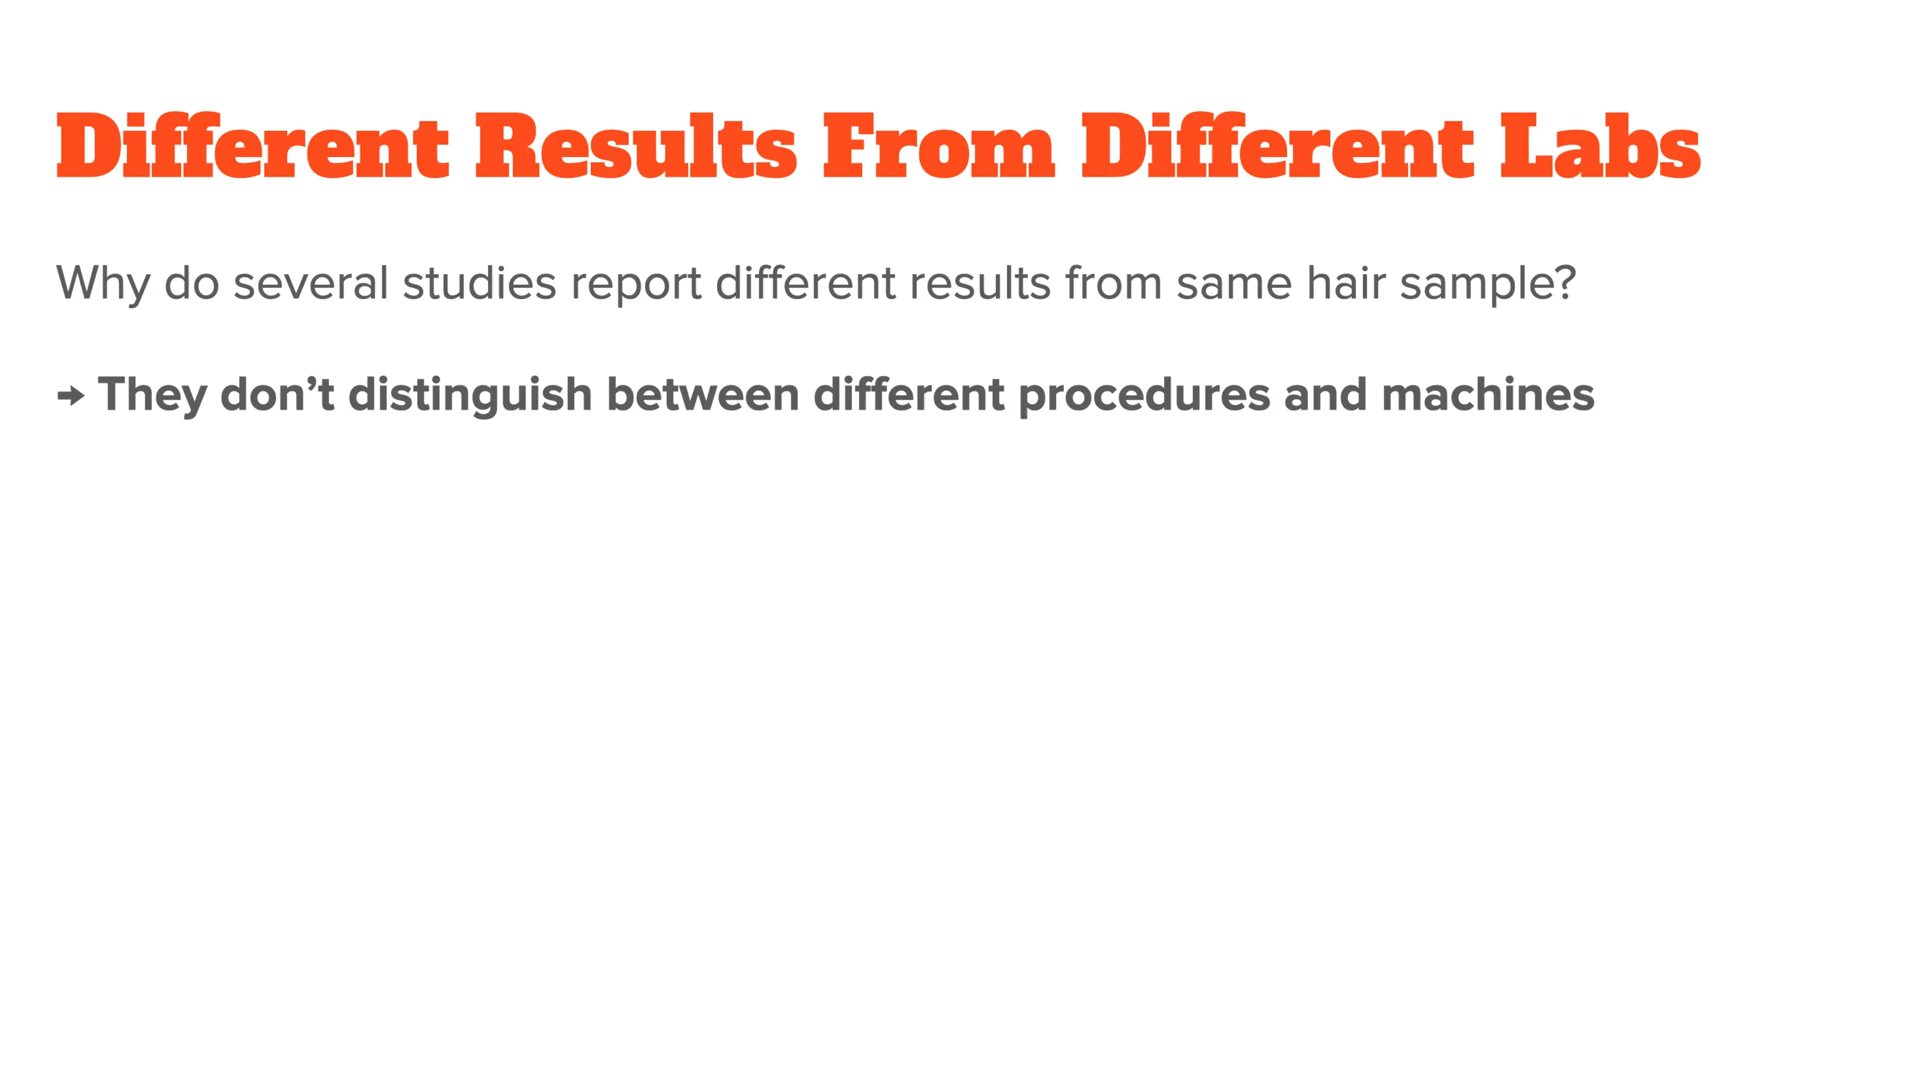 Different Results From Different Labs
Why do several studies report different results from same hair sample?
→ They don’t distinguish between different procedures and machines